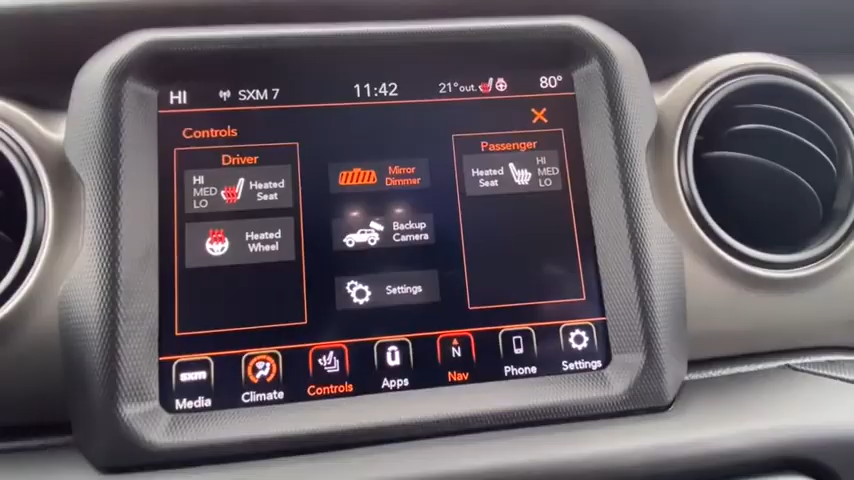 HI SXM 7 11:42 21°out. 80°
Controls
Driver
HI
MED
LO
Heated
Seat
Heated
Wheel
Mirror
Dimmer
Backup
Camera
Settings
Passenger
Heated
Seat
HI
MED
LO
sxm
Media
Climate
Controls
Apps
N
Nav
Phone
Settings